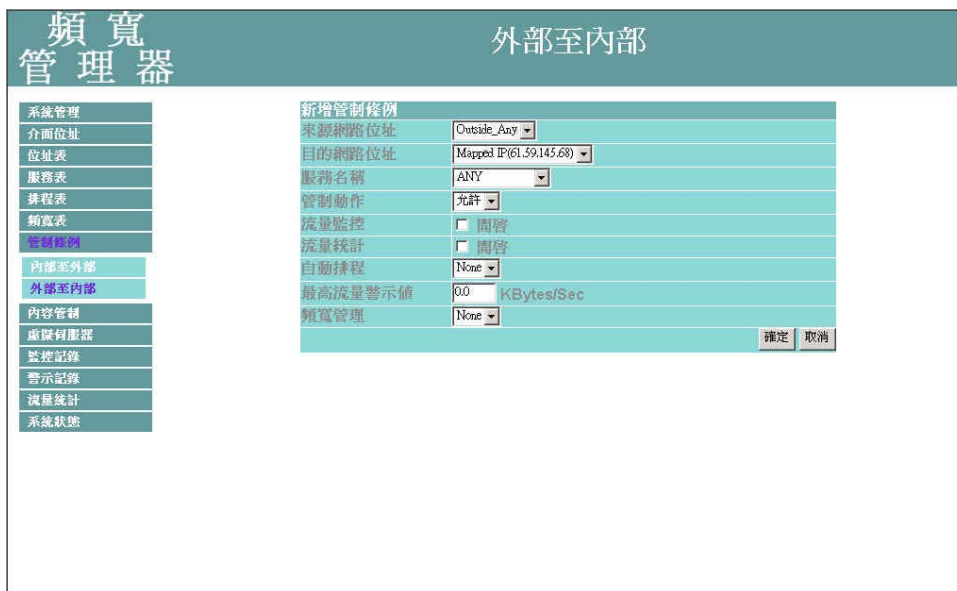 頻寬
管理器
外部至內部
系統管理
介面位址
位址表
服務表
排程表
頻寬表
管制條例
內部至外部
外部至內部
內容管制
虛擬伺服器
監控記錄
警示記錄
流量統計
系統狀態
新增管制條例
來源網路位址 Outside_Any
目的網路位址 Mapped IP(61.59.145.68)
服務名稱 ANY
管制動作 允許
流量監控 開啟
流量統計 開啟
自動排程 None
最高流量警示值 0.0 KBytes/Sec
頻寬管理 None
確定 取消